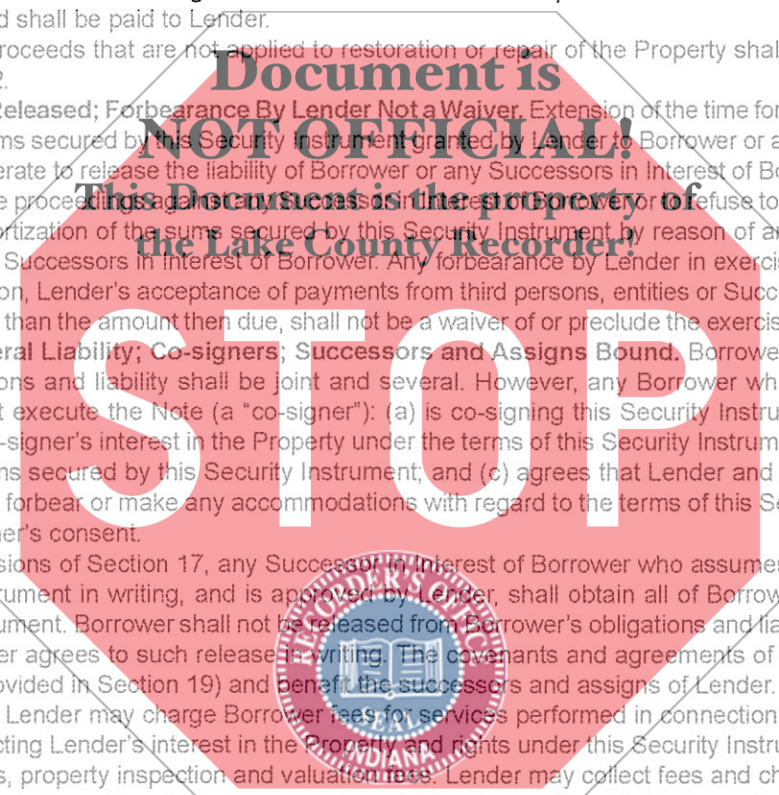 d shall be paid to Lender.
roceeds that are not applied to restoration or repair of the Property shal
2.
Document is
Released; Forbearance By Lender Not a Waiver. Extension of the time for
NOT OFFICIAL!
ms secured by this Security Instrument granted by Lender to Borrower or a
erate to release the liability of Borrower or any Successors in Interest of Bo
This Document is the property of
e proceedings against any Successor in Interest of Borrower or to refuse to
rtization of the sums secured by this Security Instrument by reason of an
the Lake County Recorder!
Successors in Interest of Borrower. Any forbearance by Lender in exercis
on, Lender's acceptance of payments from third persons, entities or Succ
than the amount then due, shall not be a waiver of or preclude the exercis
eral Liability; Co-signers; Successors and Assigns Bound. Borrowe
ons and liability shall be joint and several. However, any Borrower wh
t execute the Note (a “co-signer”): (a) is co-signing this Security Instru
-signer's interest in the Property under the terms of this Security Instrum
STOP
ms secured by this Security Instrument; and (c) agrees that Lender and
forbear or make any accommodations with regard to the terms of this Se
er's consent.
sions of Section 17, any Successor in Interest of Borrower who assumes
trument in writing, and is approved by Lender, shall obtain all of Borrow
ument. Borrower shall not be released from Borrower's obligations and lia
er agrees to such release in writing. The covenants and agreements of
ovided in Section 19) and benefit the successors and assigns of Lender.
Lender may charge Borrower fees for services performed in connection
cting Lender's interest in the Property and rights under this Security Instru
s, property inspection and valuation fees. Lender may collect fees and ch
RECORDER'S OFFICE
SEAL
INDIANA